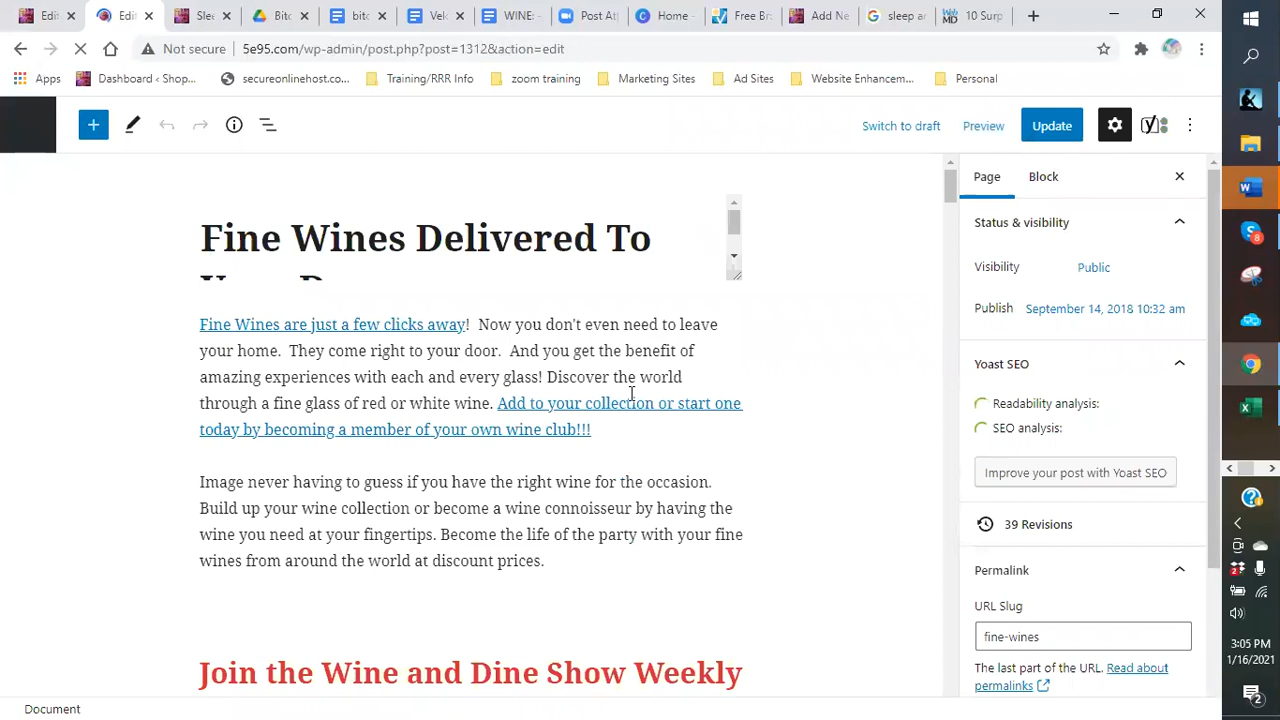 Edit
Edit
Slee
Bitc
bitc
Vel
WINE:
Post At
Home
Free Br
Add Ne
sleep a
10 Surp
Not secure 5e95.com/wp-admin/post.php?post=1312&action=edit
Apps
Dashboard ‹ Shop...
secureonlinehost.co...
Training/RRR Info
zoom training
Marketing Sites
Ad Sites
Website Enhancem...
Personal
Switch to draft
Preview
Update
Page
Block
Fine Wines Delivered To
Fine Wines are just a few clicks away!  Now you don't even need to leave
your home.  They come right to your door.  And you get the benefit of
amazing experiences with each and every glass! Discover the world
through a fine glass of red or white wine. Add to your collection or start one
today by becoming a member of your own wine club!!!
Image never having to guess if you have the right wine for the occasion.
Build up your wine collection or become a wine connoisseur by having the
wine you need at your fingertips. Become the life of the party with your fine
wines from around the world at discount prices.
Join the Wine and Dine Show Weekly
Status & visibility
Visibility
Public
Publish
September 14, 2018 10:32 am
Yoast SEO
Readability analysis:
SEO analysis:
Improve your post with Yoast SEO
39 Revisions
Permalink
URL Slug
fine-wines
The last part of the URL. Read about
permalinks
Document
3:05 PM
1/16/2021
2